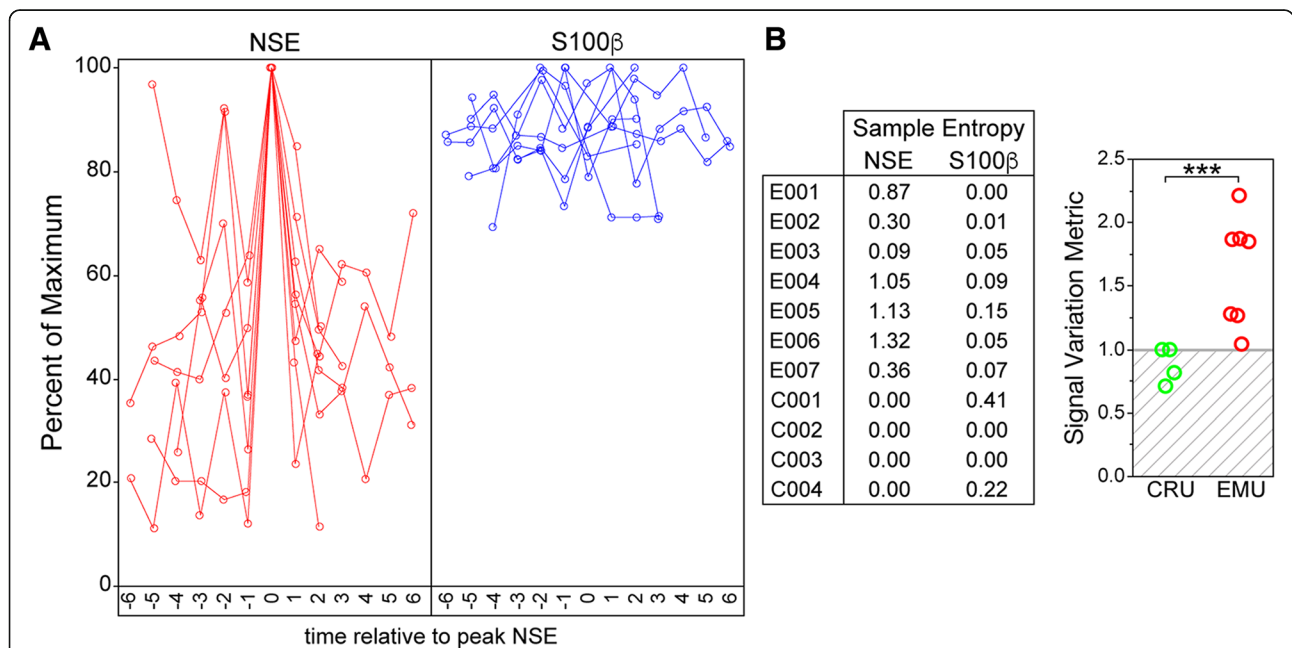 A
NSE
S100β
Percent of Maximum
100
80
60
40
20
0
-6 -5 -4 -3 -2 -1 0 1 2 3 4 5 6
-6 -5 -4 -3 -2 -1 0 1 2 3 4 5 6
time relative to peak NSE
B
Sample Entropy
NSE S100β
E001 0.87 0.00
E002 0.30 0.01
E003 0.09 0.05
E004 1.05 0.09
E005 1.13 0.15
E006 1.32 0.05
E007 0.36 0.07
C001 0.00 0.41
C002 0.00 0.00
C003 0.00 0.00
C004 0.00 0.22
Signal Variation Metric
2.5
2.0
1.5
1.0
0.5
0.0
***
CRU EMU